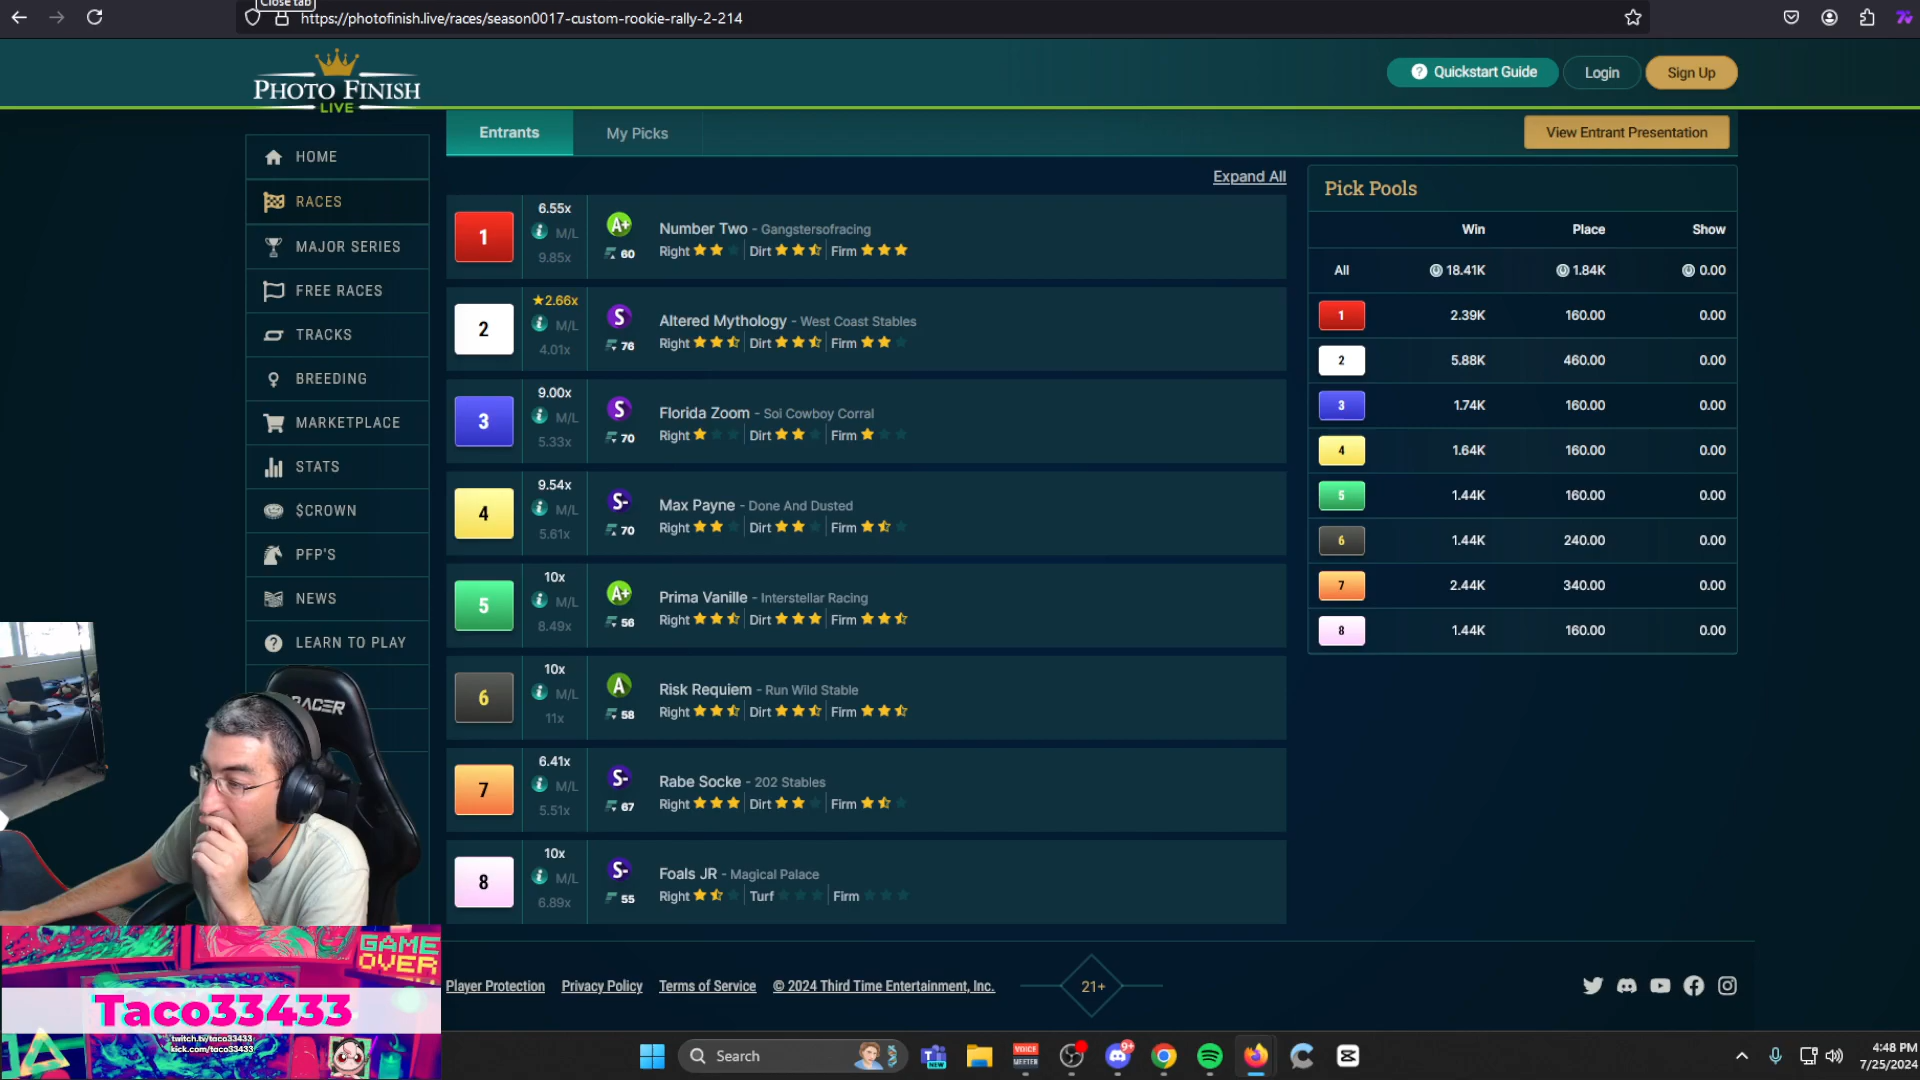 Close tab
https://photofinish.live/races/season0017-custom-rookie-rally-2-214
PHOTO FINISH
LIVE
Quickstart Guide
Login
Sign Up
HOME
RACES
MAJOR SERIES
FREE RACES
TRACKS
BREEDING
MARKETPLACE
STATS
$CROWN
PFP'S
NEWS
LEARN TO PLAY
Entrants
My Picks
View Entrant Presentation
Expand All
1
6.55x
M/L
9.85x
A+
60
Number Two - Gangstersofracing
Right Dirt Firm
2
★2.66x
M/L
4.01x
S
76
Altered Mythology - West Coast Stables
Right Dirt Firm
3
9.00x
M/L
5.33x
S
70
Florida Zoom - Soi Cowboy Corral
Right Dirt Firm
4
9.54x
M/L
5.61x
S-
70
Max Payne - Done And Dusted
Right Dirt Firm
5
10x
M/L
8.49x
A+
56
Prima Vanille - Interstellar Racing
Right Dirt Firm
6
10x
M/L
11x
A
58
Risk Requiem - Run Wild Stable
Right Dirt Firm
7
6.41x
M/L
5.51x
S-
67
Rabe Socke - 202 Stables
Right Dirt Firm
8
10x
M/L
6.89x
S-
55
Foals JR - Magical Palace
Right Turf Firm
Pick Pools
Win Place Show
All 18.41K 1.84K 0.00
1 2.39K 160.00 0.00
2 5.88K 460.00 0.00
3 1.74K 160.00 0.00
4 1.64K 160.00 0.00
5 1.44K 160.00 0.00
6 1.44K 240.00 0.00
7 2.44K 340.00 0.00
8 1.44K 160.00 0.00
Player Protection Privacy Policy Terms of Service © 2024 Third Time Entertainment, Inc.
21+
GAME
OVER
Taco33433
twitch.tv/taco33433
kick.com/taco33433
Search
NEW
VOICE
MEETER
9+
4:48 PM
7/25/2024